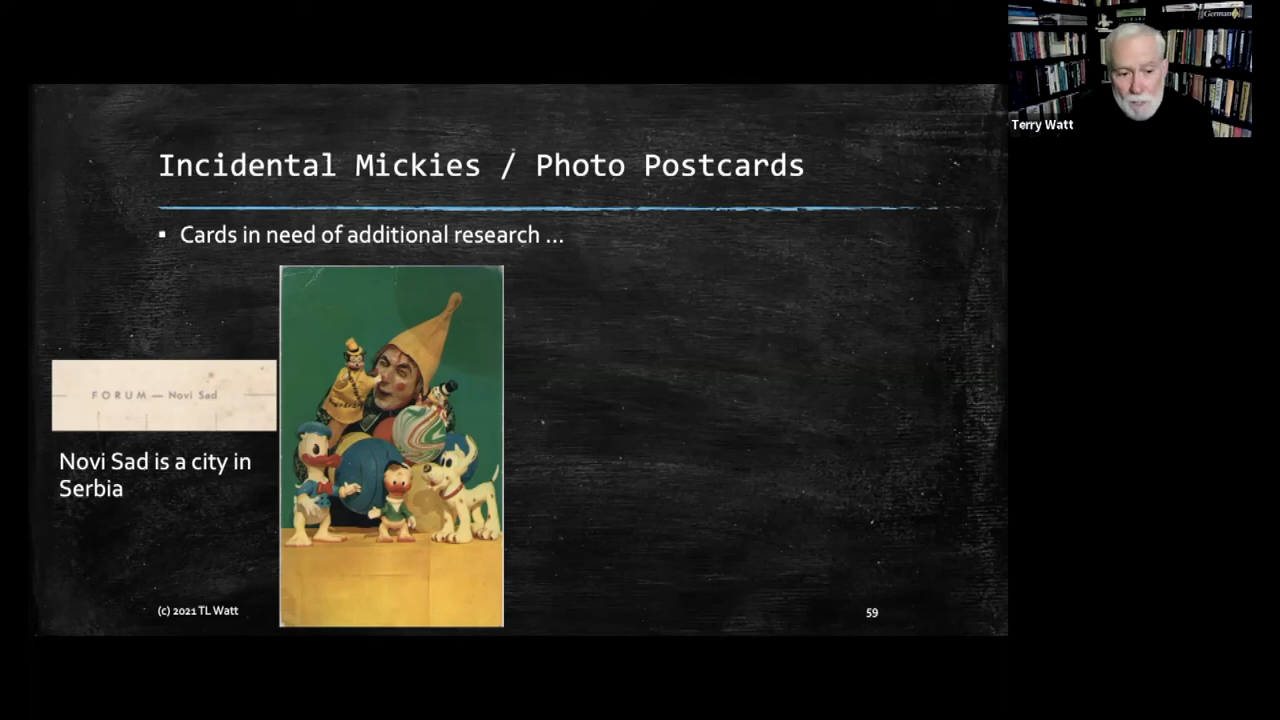 Incidental Mickies / Photo Postcards
▪ Cards in need of additional research ...
FORUM — Novi Sad
Novi Sad is a city in
Serbia
(c) 2021 TL Watt
59
German
Terry Watt